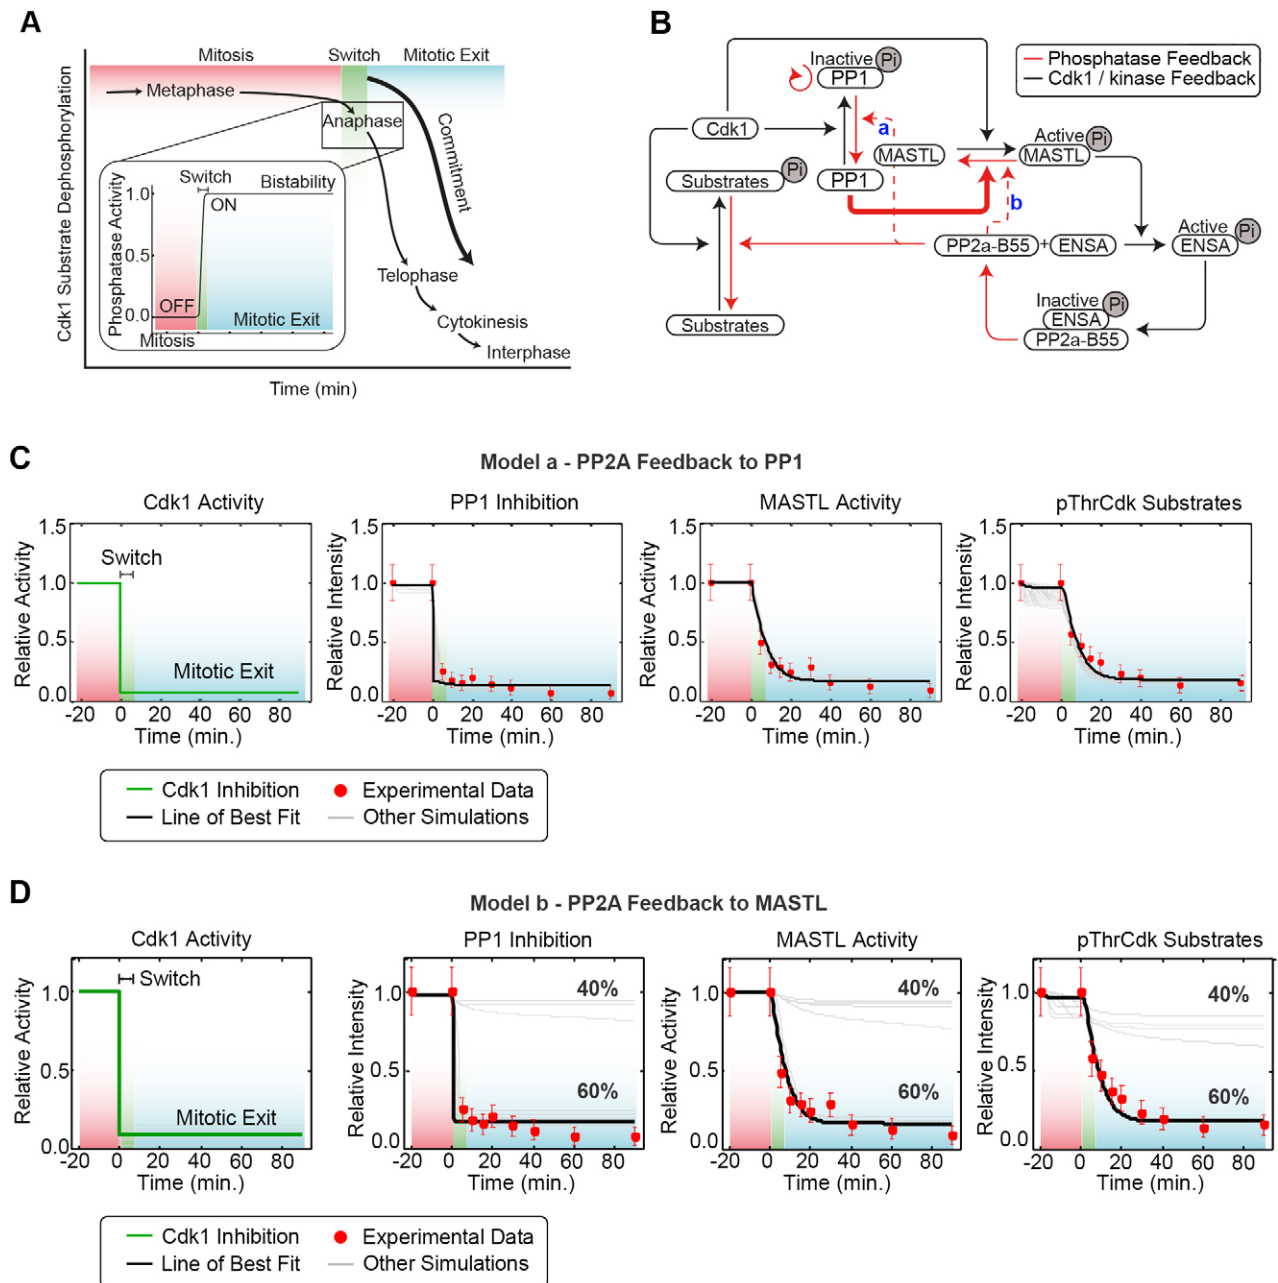 A
Mitosis
Switch
Mitotic Exit
Metaphase
Anaphase
Commitment
Telophase
Cytokinesis
Interphase
Cdk1 Substrate Dephosphorylation
Time (min)
Switch
Bistability
1.0
ON
0.5
OFF
0.0
Mitotic Exit
Mitosis
Phosphatase Activity
B
Phosphatase Feedback
Cdk1 / kinase Feedback
Inactive Pi
PP1
Cdk1
a
MASTL
Active Pi
MASTL
Substrates Pi
PP1
b
PP2a-B55 + ENSA
Active Pi
ENSA
Inactive Pi
ENSA
PP2a-B55
Substrates
C
Model a - PP2A Feedback to PP1
Cdk1 Activity
1.5
Switch
1.0
0.5
Mitotic Exit
0.0
-20 0 20 40 60 80
Time (min.)
Relative Activity
PP1 Inhibition
1.5
1.0
0.5
0.0
-20 0 20 40 60 80
Time (min.)
Relative Intensity
MASTL Activity
1.5
1.0
0.5
0.0
-20 0 20 40 60 80
Time (min.)
Relative Activity
pThrCdk Substrates
1.5
1.0
0.5
0.0
-20 0 20 40 60 80
Time (min.)
Relative Intensity
Cdk1 Inhibition
Experimental Data
Line of Best Fit
Other Simulations
D
Model b - PP2A Feedback to MASTL
Cdk1 Activity
Switch
1.0
0.5
Mitotic Exit
0.0
-20 0 20 40 60 80
Time (min.)
Relative Activity
PP1 Inhibition
40%
1.0
0.5
60%
0.0
-20 0 20 40 60 80
Time (min.)
Relative Intensity
MASTL Activity
40%
1.0
0.5
60%
0.0
-20 0 20 40 60 80
Time (min.)
Relative Activity
pThrCdk Substrates
40%
1.0
0.5
60%
0.0
-20 0 20 40 60 80
Time (min.)
Relative Intensity
Cdk1 Inhibition
Experimental Data
Line of Best Fit
Other Simulations